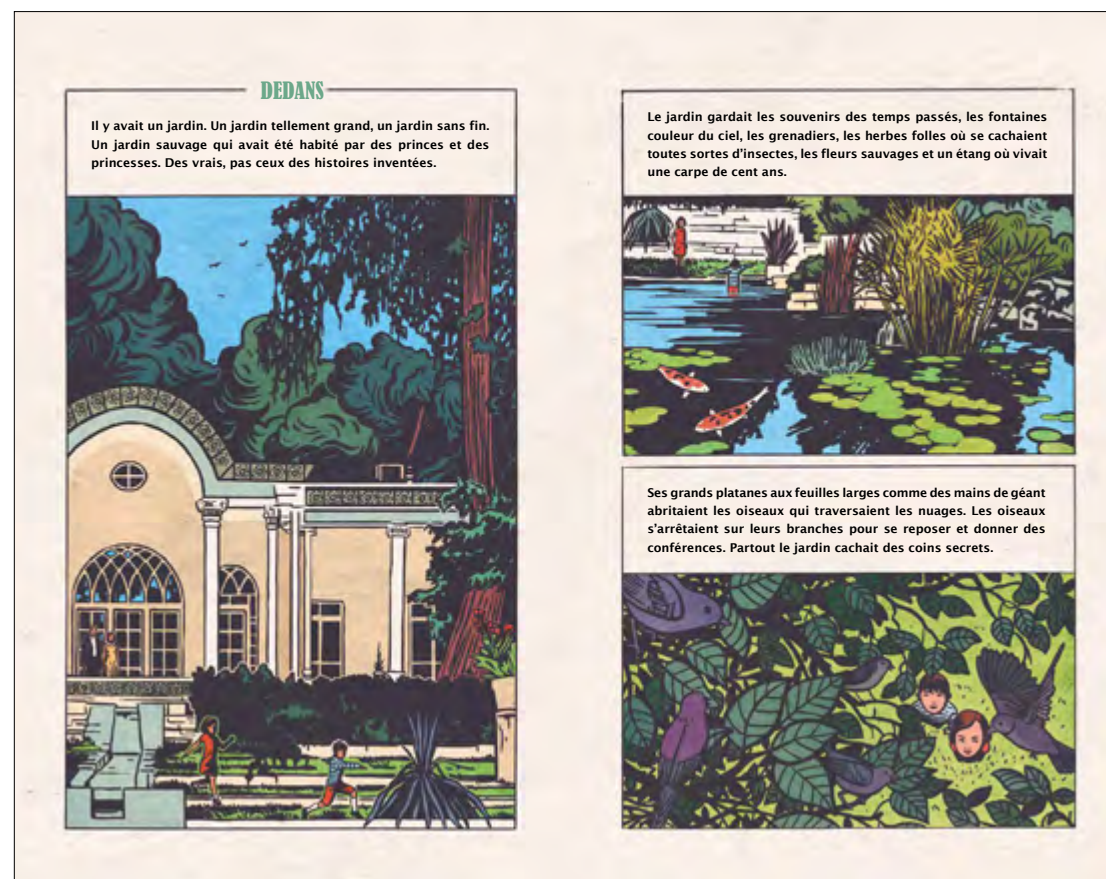 DEDANS
Il y avait un jardin. Un jardin tellement grand, un jardin sans fin.
Un jardin sauvage qui avait été habité par des princes et des
princesses. Des vrais, pas ceux des histoires inventées.
Le jardin gardait les souvenirs des temps passés, les fontaines
couleur du ciel, les grenadiers, les herbes folles où se cachaient
toutes sortes d’insectes, les fleurs sauvages et un étang où vivait
une carpe de cent ans.
Ses grands platanes aux feuilles larges comme des mains de géant
abritaient les oiseaux qui traversaient les nuages. Les oiseaux
s’arrêtaient sur leurs branches pour se reposer et donner des
conférences. Partout le jardin cachait des coins secrets.